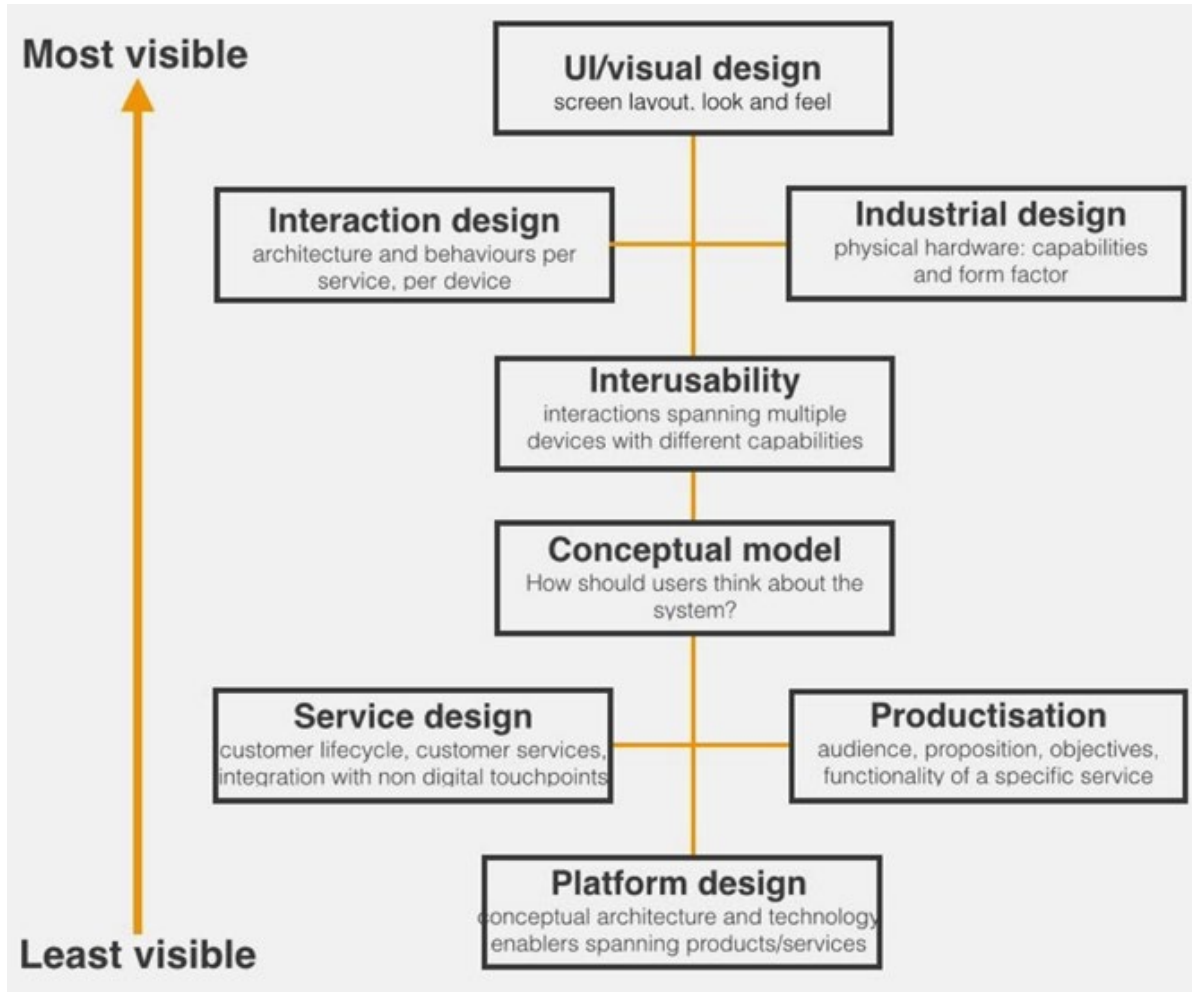 Most visible
UI/visual design
screen layout. look and feel
Interaction design
architecture and behaviours per
service, per device
Industrial design
physical hardware: capabilities
and form factor
Interusability
interactions spanning multiple
devices with different capabilities
Conceptual model
How should users think about the
system?
Service design
customer lifecycle, customer services,
integration with non digital touchpoints
Productisation
audience, proposition, objectives,
functionality of a specific service
Platform design
conceptual architecture and technology
enablers spanning products/services
Least visible